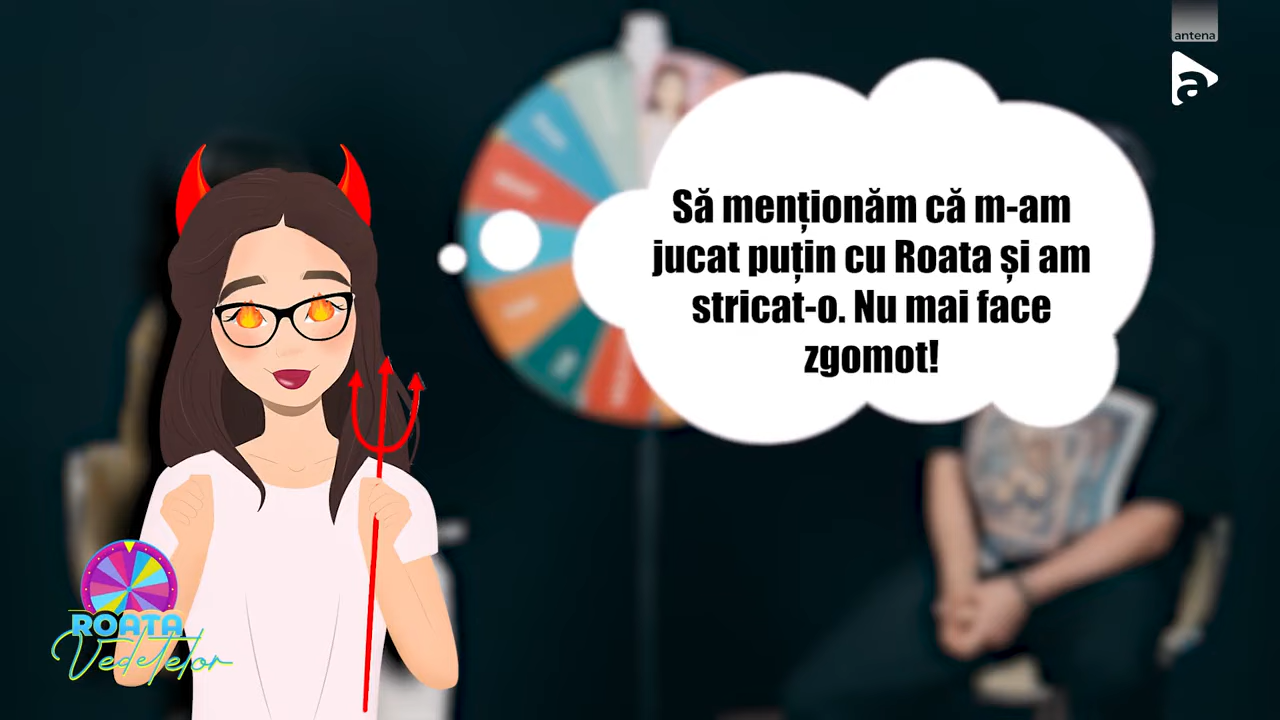 antena
a
Să menționăm că m-am
jucat puțin cu Roata și am
stricat-o. Nu mai face
zgomot!
ROATA
Vedetelor